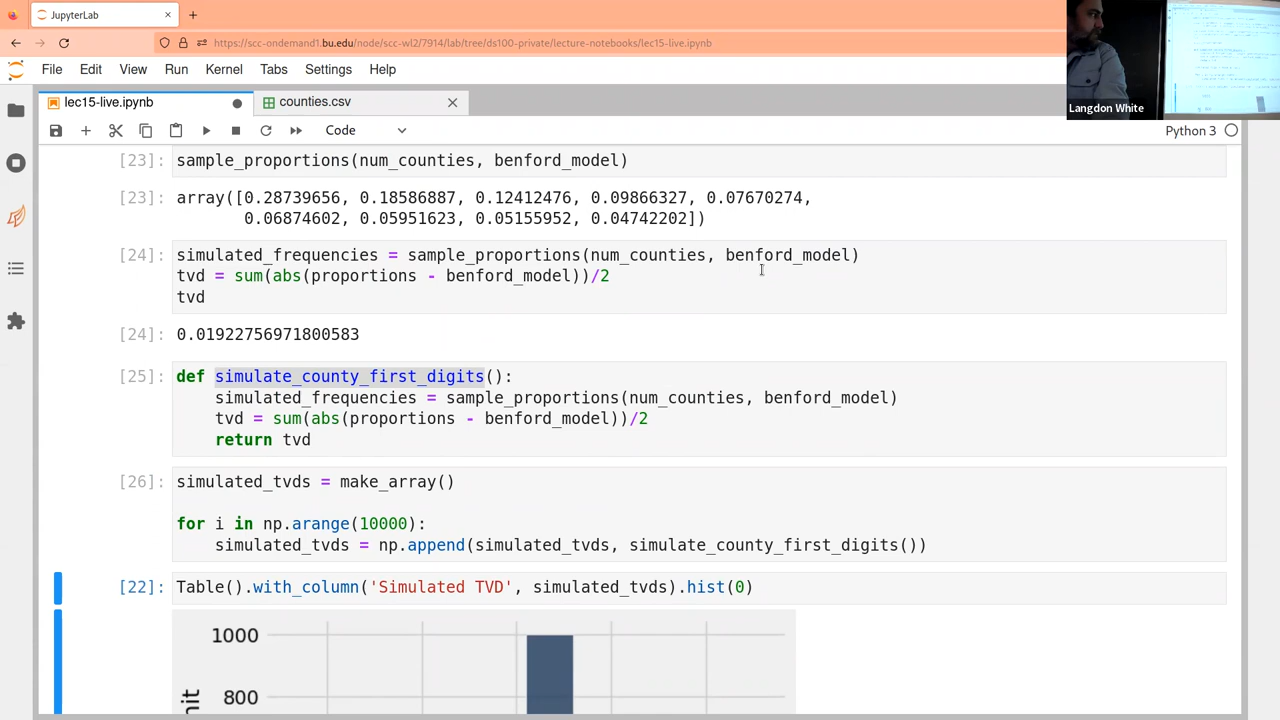 JupyterLab
https://scc-ondemand1.bu.edu/node/scc-wl2/7914/lab/tree/ds100-private/lecture-notebooks/lec15-live.ipynb
Langdon White
File Edit View Run Kernel Tabs Settings Help
lec15-live.ipynb counties.csv
Code Python 3
[23]: sample_proportions(num_counties, benford_model)
[23]: array([0.28739656, 0.18586887, 0.12412476, 0.09866327, 0.07670274,
0.06874602, 0.05951623, 0.05155952, 0.04742202])
[24]: simulated_frequencies = sample_proportions(num_counties, benford_model)
tvd = sum(abs(proportions - benford_model))/2
tvd
[24]: 0.01922756971800583
[25]: def simulate_county_first_digits():
simulated_frequencies = sample_proportions(num_counties, benford_model)
tvd = sum(abs(proportions - benford_model))/2
return tvd
[26]: simulated_tvds = make_array()
for i in np.arange(10000):
simulated_tvds = np.append(simulated_tvds, simulate_county_first_digits())
[22]: Table().with_column('Simulated TVD', simulated_tvds).hist(0)
1000
800